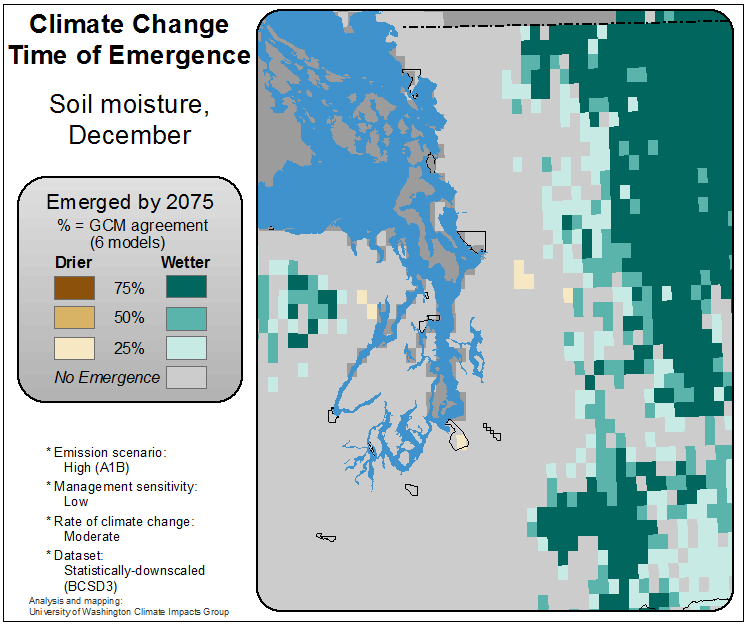 Climate Change
Time of Emergence
Soil moisture,
December
Emerged by 2075
% = GCM agreement
(6 models)
Drier Wetter
75%
50%
25%
No Emergence
* Emission scenario:
High (A1B)
* Management sensitivity:
Low
* Rate of climate change:
Moderate
* Dataset:
Statistically-downscaled
(BCSD3)
Analysis and mapping:
University of Washington Climate Impacts Group